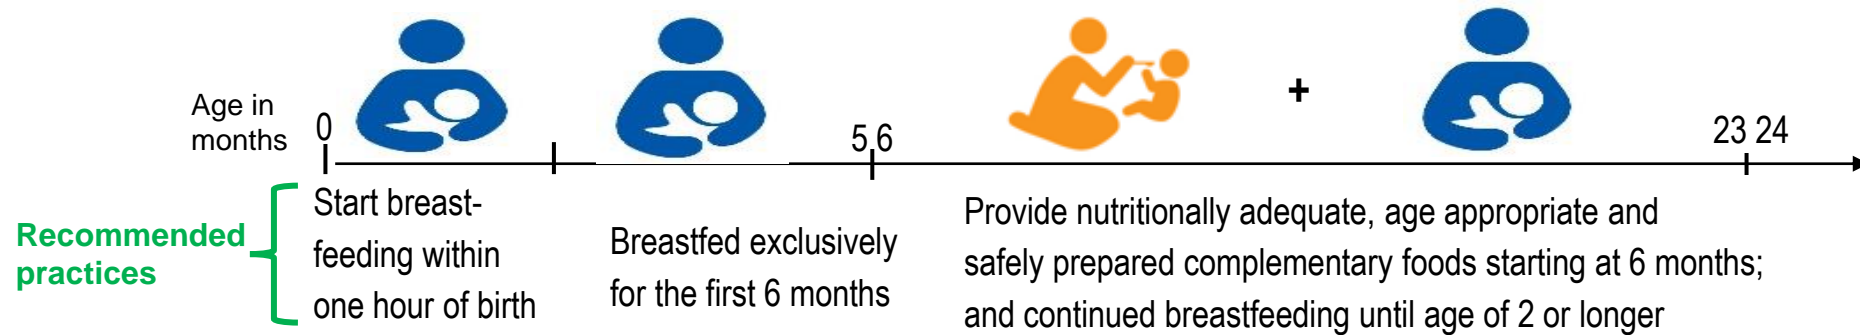 Age in
months
0
5 6
+
23 24
Recommended
practices
Start breast-
feeding within
one hour of birth
Breastfed exclusively
for the first 6 months
Provide nutritionally adequate, age appropriate and
safely prepared complementary foods starting at 6 months;
and continued breastfeeding until age of 2 or longer